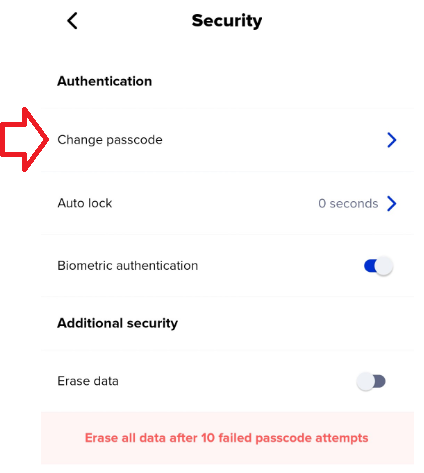 Security
Authentication
Change passcode
Auto lock 0 seconds
Biometric authentication
Additional security
Erase data
Erase all data after 10 failed passcode attempts